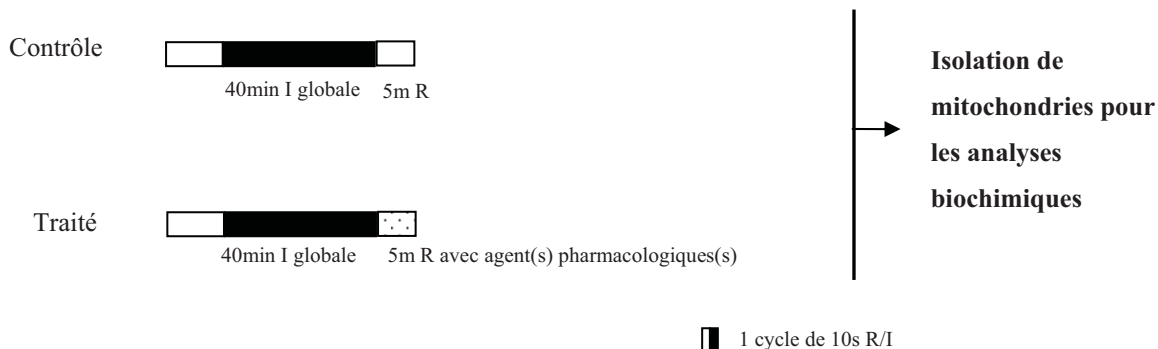 Contrôle
40min I globale 5m R
Traité
40min I globale 5m R avec agent(s) pharmacologiques(s)
Isolation de
mitochondries pour
les analyses
biochimiques
1 cycle de 10s R/I